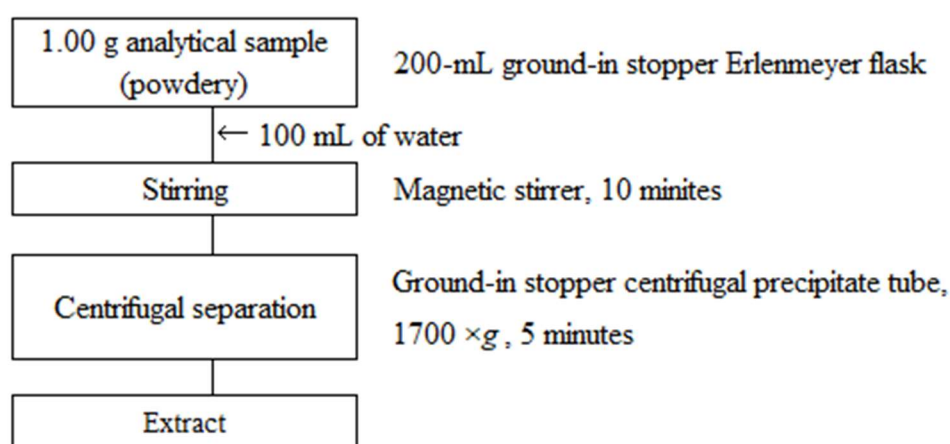 1.00 g analytical sample
(powdery)
200-mL ground-in stopper Erlenmeyer flask
← 100 mL of water
Stirring
Magnetic stirrer, 10 minites
Centrifugal separation
Ground-in stopper centrifugal precipitate tube,
1700 ×g , 5 minutes
Extract